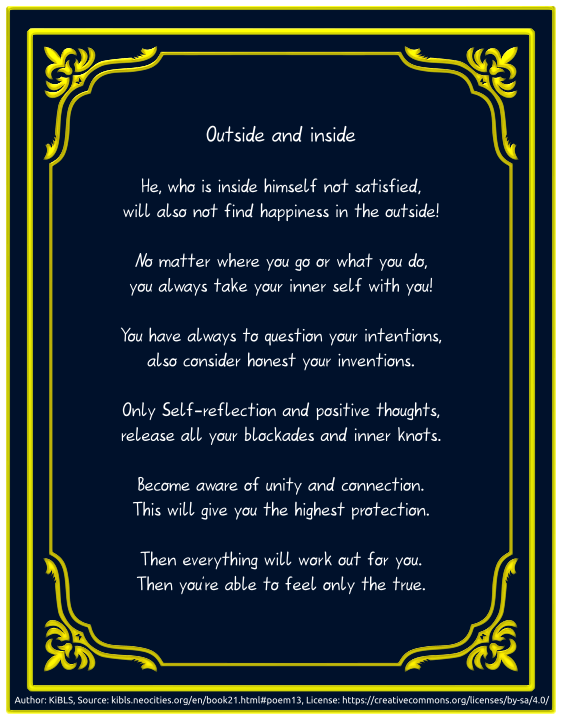 Outside and inside
He, who is inside himself not satisfied,
will also not find happiness in the outside!
No matter where you go or what you do,
you always take your inner self with you!
You have always to question your intentions,
also consider honest your inventions.
Only Self-reflection and positive thoughts,
release all your blockades and inner knots.
Become aware of unity and connection.
This will give you the highest protection.
Then everything will work out for you.
Then you're able to feel only the true.
Author: KiBLS, Source: kibls.neocities.org/en/book21.html#poem13, License: https://creativecommons.org/licenses/by-sa/4.0/